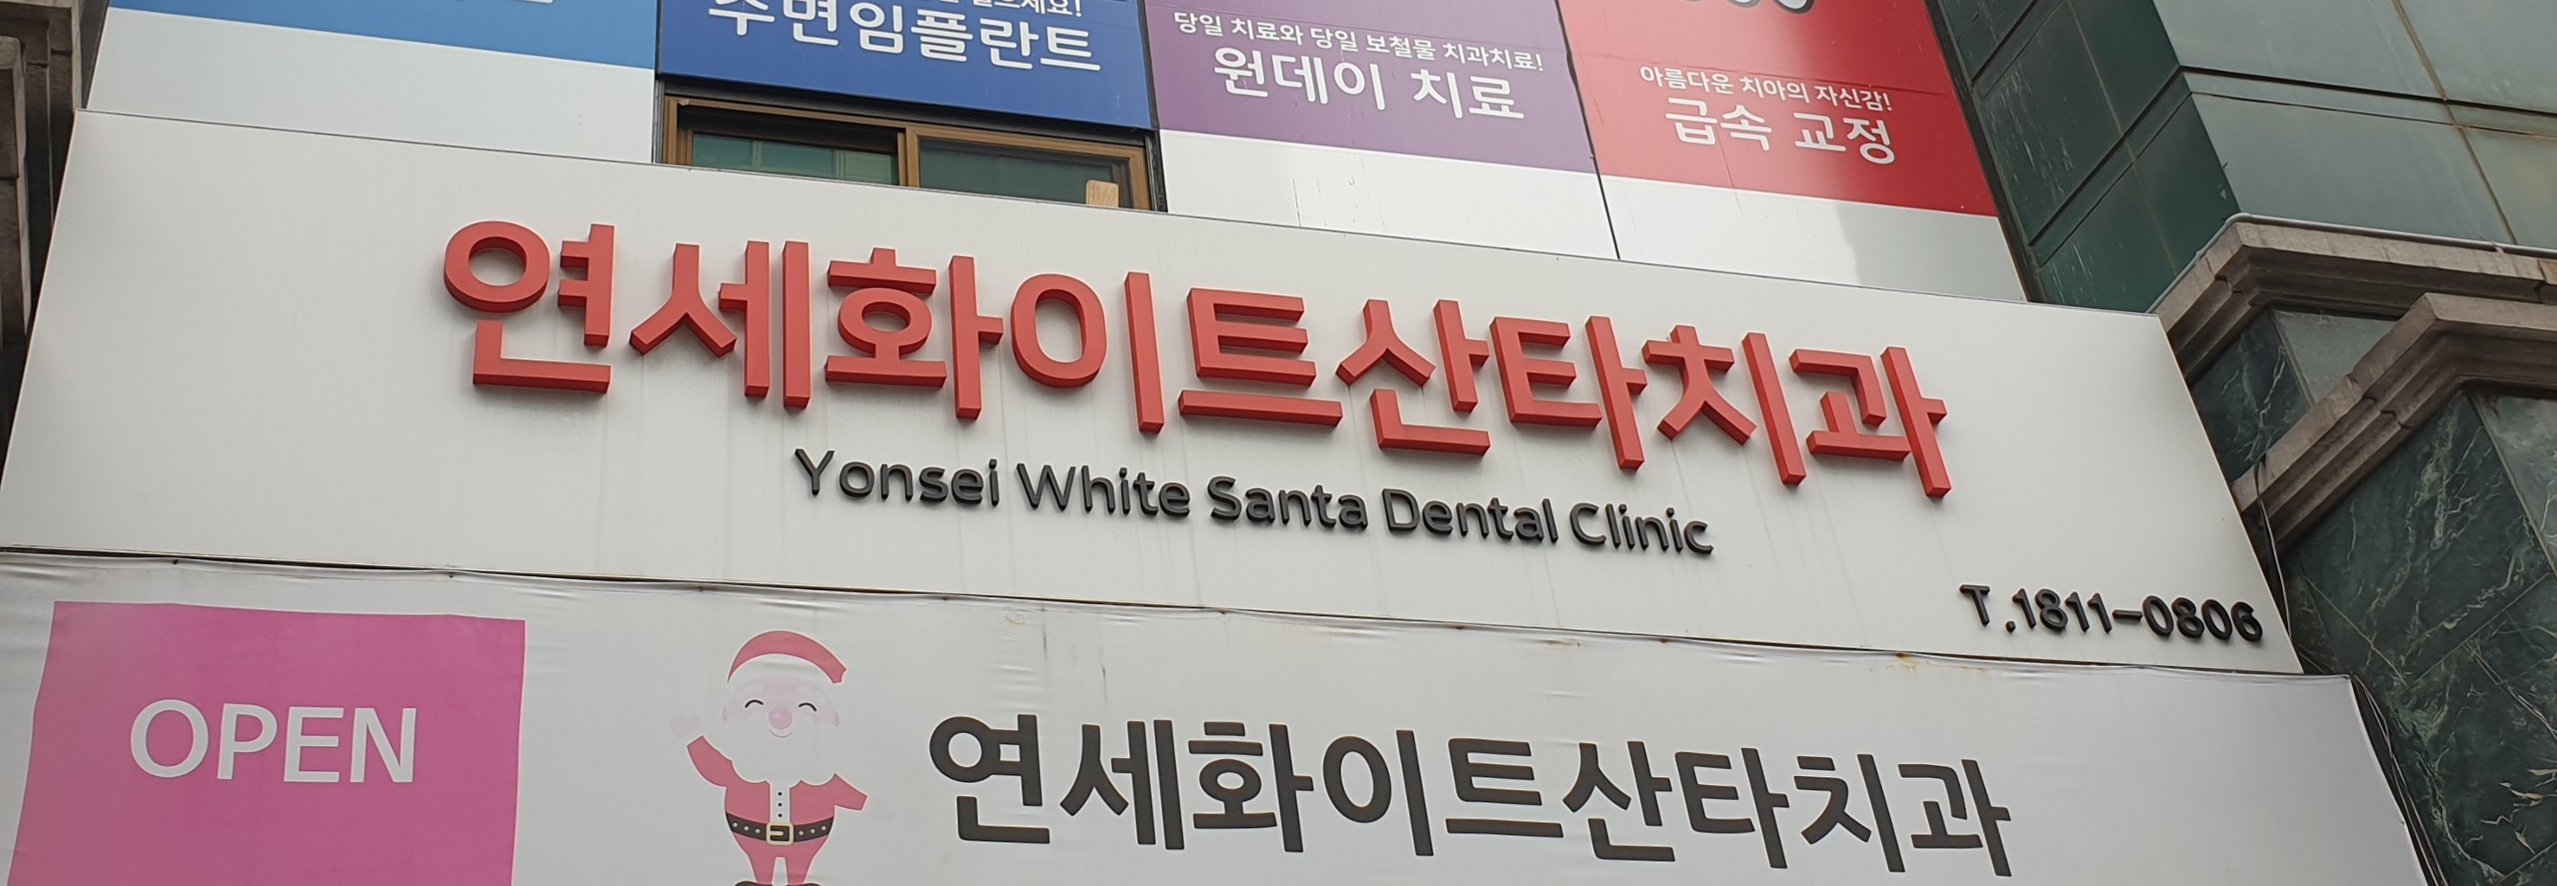 수면임플란트
당일 치료와 당일 보철물 치과치료!
원데이 치료
아름다운 치아의 자신감!
급속 교정
연세화이트산타치과
Yonsei White Santa Dental Clinic
T.1811-0806
OPEN
연세화이트산타치과